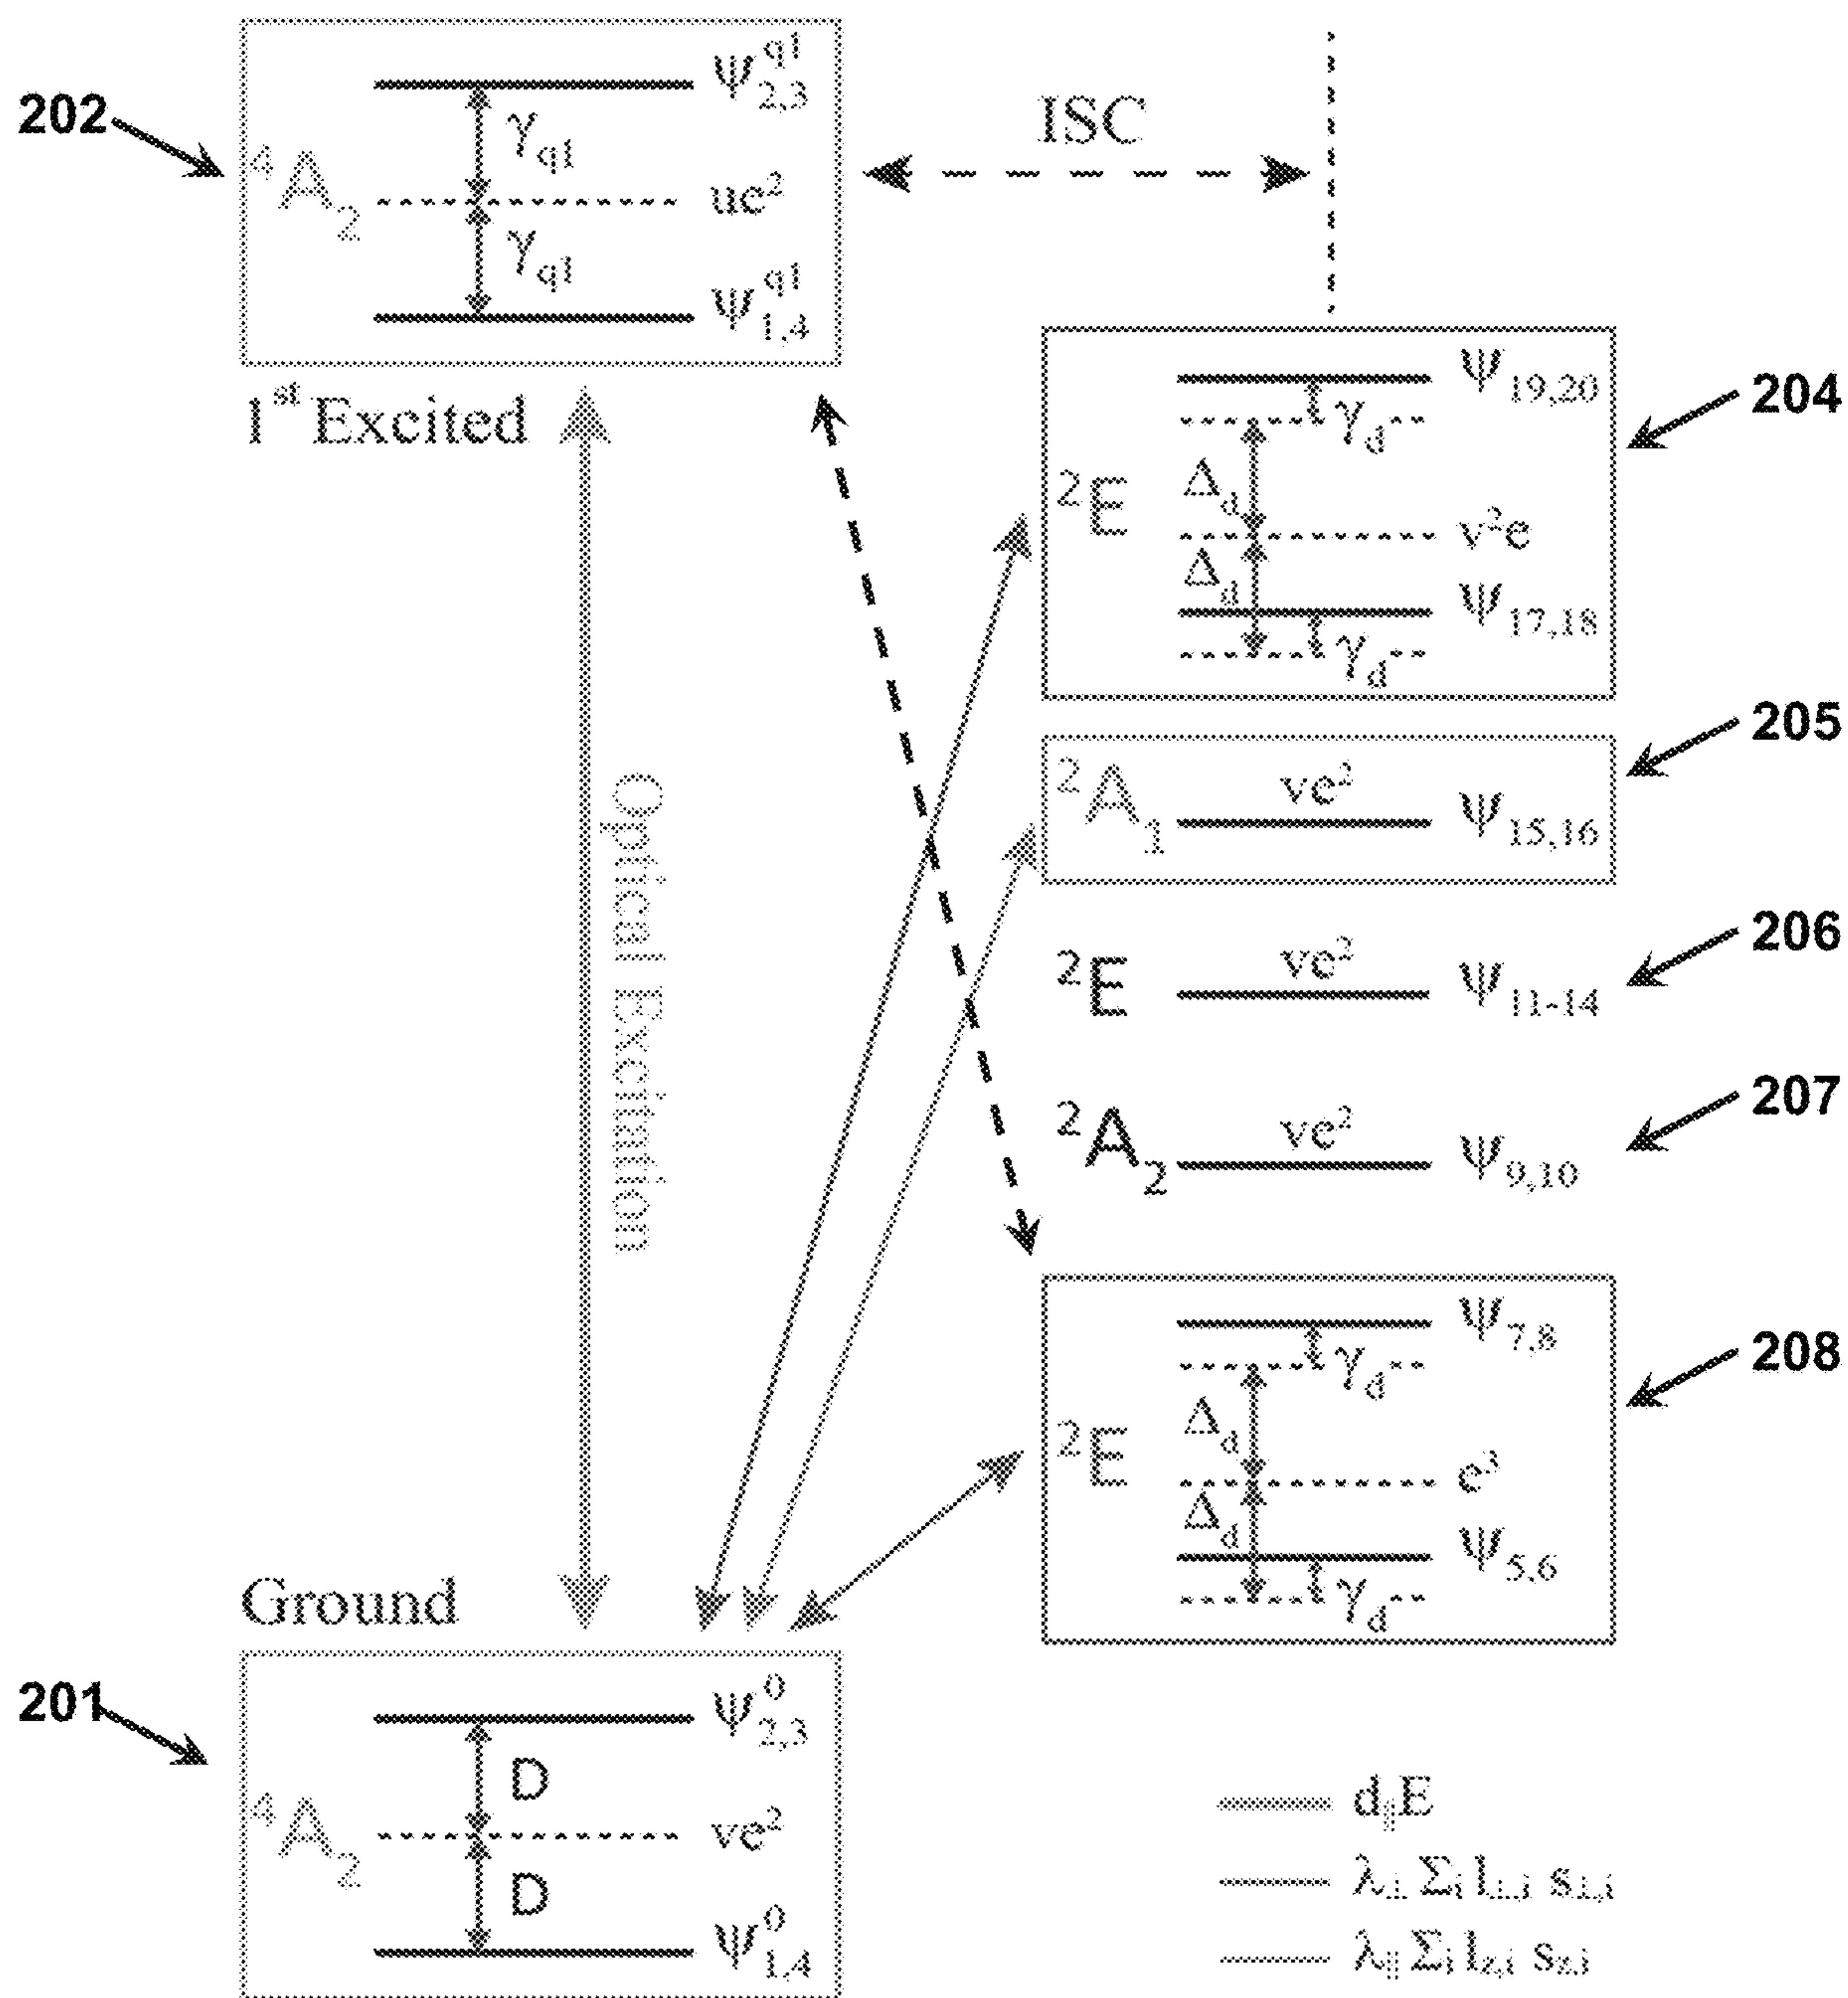 202
⁴A₂
ψ^{q1}_{2,3}
γ_{q1}
ue²
γ_{q1}
ψ^{q1}_{1,4}
1ˢᵗ Excited
ISC
204
²E
ψ_{19,20}
γ_d
Δ_d
v²e
Δ_d
ψ_{17,18}
γ_d
205
²A₁
ve²
ψ_{15,16}
206
²E
ve²
ψ_{11-14}
207
²A₂
ve²
ψ_{9,10}
208
²E
ψ_{7,8}
γ_d
Δ_d
e³
Δ_d
ψ_{5,6}
γ_d
Optical Excitation
Ground
201
⁴A₂
ψ^{0}_{2,3}
D
ve²
D
ψ^{0}_{1,4}
d_{||}E
λ_⊥ Σ_i l_{⊥,i} s_{⊥,i}
λ_{||} Σ_i l_{z,i} s_{z,i}